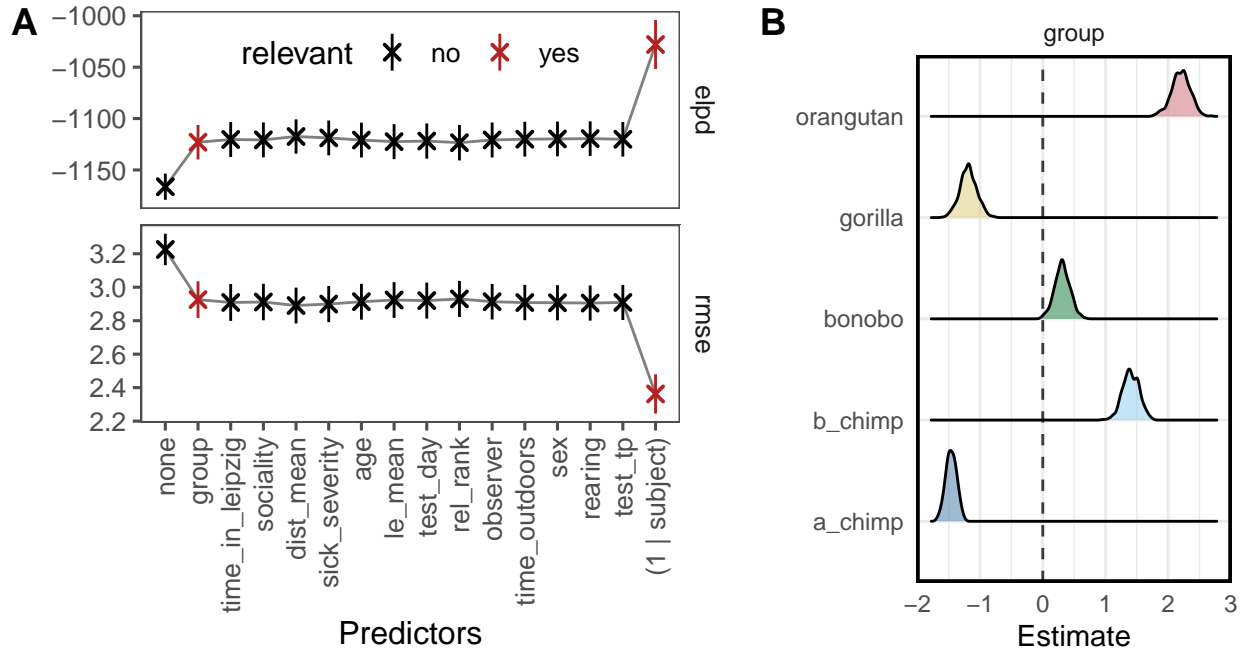 A
relevant no yes
−1000
−1050
−1100
−1150
elpd
3.2
3.0
2.8
2.6
2.4
2.2
rmse
none
group
time_in_leipzig
sociality
dist_mean
sick_severity
age
le_mean
test_day
rel_rank
observer
time_outdoors
sex
rearing
test_tp
(1 | subject)
Predictors
B
group
orangutan
gorilla
bonobo
b_chimp
a_chimp
−2 −1 0 1 2 3
Estimate